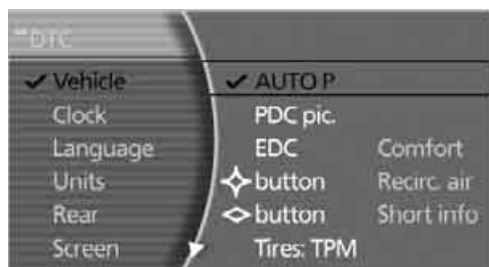 DTC
Vehicle
Clock
Language
Units
Rear
Screen
AUTO P
PDC pic.
EDC Comfort
button Recirc. air
button Short info
Tires: TPM